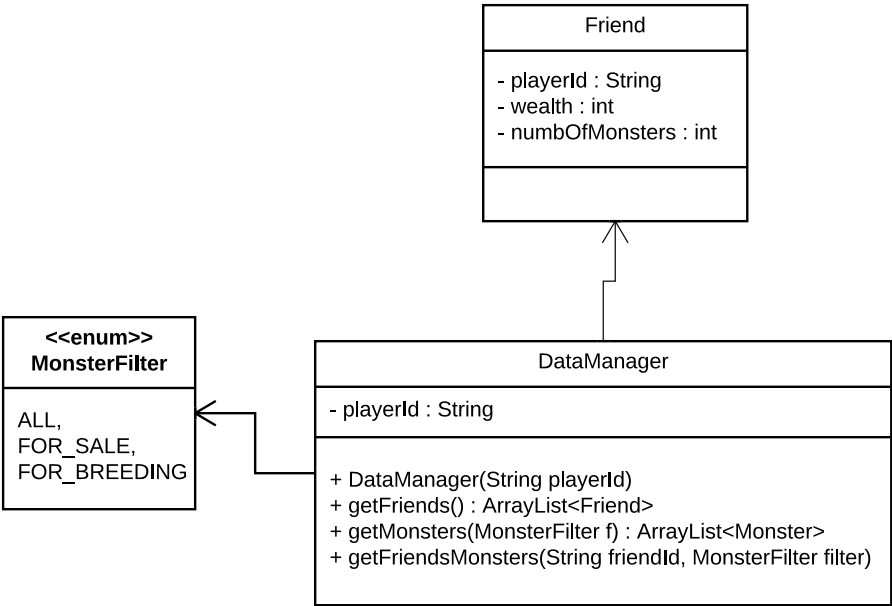 Friend
- playerId : String
- wealth : int
- numbOfMonsters : int
<<enum>>
MonsterFilter
ALL,
FOR_SALE,
FOR_BREEDING
DataManager
- playerId : String
+ DataManager(String playerId)
+ getFriends() : ArrayList<Friend>
+ getMonsters(MonsterFilter f) : ArrayList<Monster>
+ getFriendsMonsters(String friendId, MonsterFilter filter)